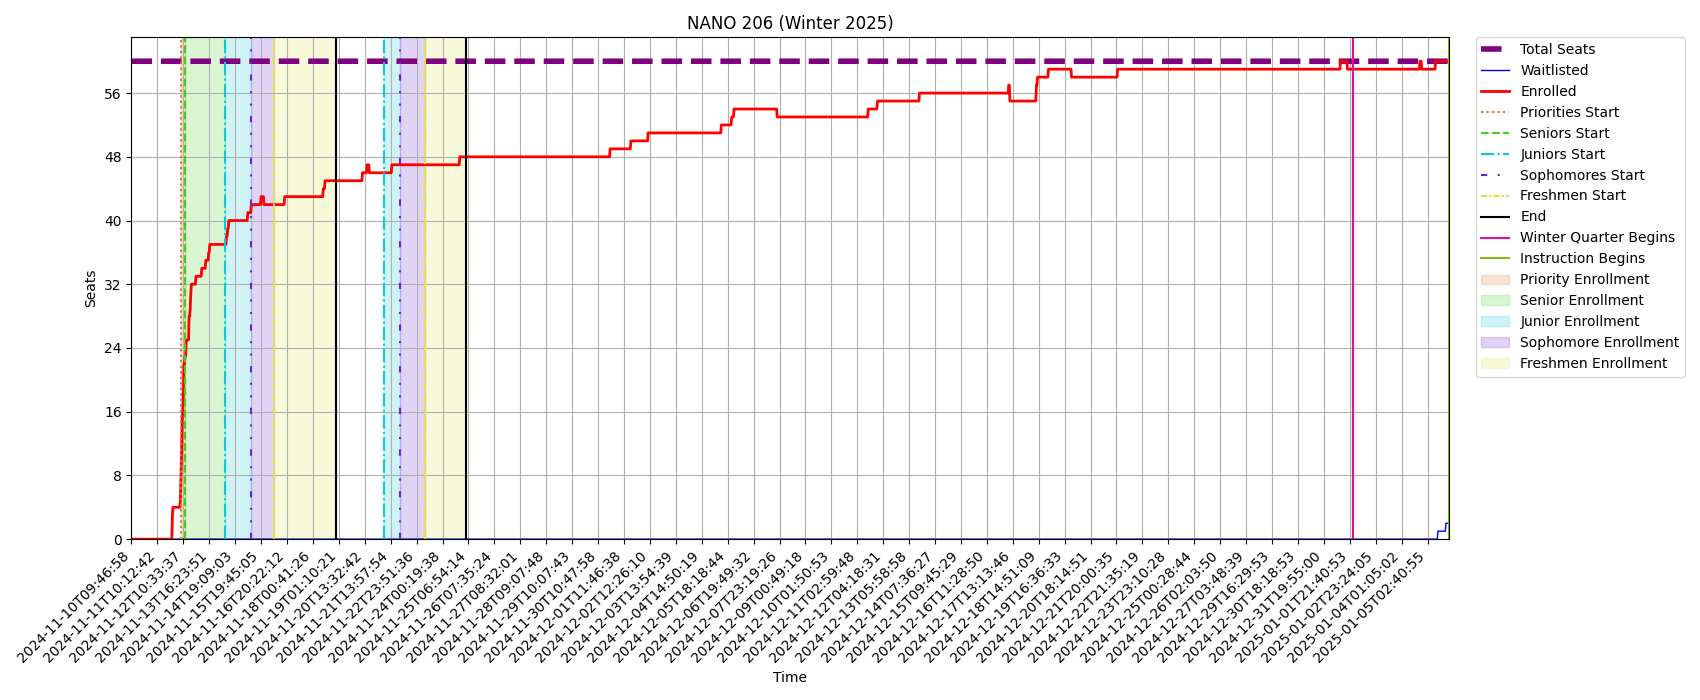 NANO 206 (Winter 2025)
Seats
56
48
40
32
24
16
8
0
2024-11-10T09:46:58
2024-11-11T10:12:42
2024-11-12T10:33:37
2024-11-13T16:23:51
2024-11-14T19:09:03
2024-11-15T19:45:05
2024-11-16T20:22:12
2024-11-18T00:41:26
2024-11-19T01:10:21
2024-11-20T13:32:42
2024-11-21T23:57:54
2024-11-22T23:51:36
2024-11-24T00:19:38
2024-11-25T06:54:14
2024-11-26T07:35:24
2024-11-27T08:32:01
2024-11-28T09:07:48
2024-11-29T10:07:43
2024-11-30T10:47:58
2024-12-01T11:46:38
2024-12-02T12:26:10
2024-12-03T13:54:39
2024-12-04T14:50:19
2024-12-05T18:18:44
2024-12-06T19:49:32
2024-12-07T23:19:26
2024-12-09T00:49:18
2024-12-10T01:50:53
2024-12-11T02:59:48
2024-12-12T04:18:31
2024-12-13T05:58:58
2024-12-14T07:36:27
2024-12-15T09:45:29
2024-12-16T11:28:50
2024-12-17T13:13:46
2024-12-18T14:51:09
2024-12-19T16:36:33
2024-12-20T18:14:51
2024-12-21T20:00:35
2024-12-22T21:35:19
2024-12-23T23:10:28
2024-12-25T00:28:44
2024-12-26T02:03:50
2024-12-27T03:48:39
2024-12-29T16:29:53
2024-12-30T18:18:53
2024-12-31T19:55:00
2025-01-01T21:40:53
2025-01-02T23:24:05
2025-01-04T01:05:02
2025-01-05T02:40:55
Time
Total Seats
Waitlisted
Enrolled
Priorities Start
Seniors Start
Juniors Start
Sophomores Start
Freshmen Start
End
Winter Quarter Begins
Instruction Begins
Priority Enrollment
Senior Enrollment
Junior Enrollment
Sophomore Enrollment
Freshmen Enrollment